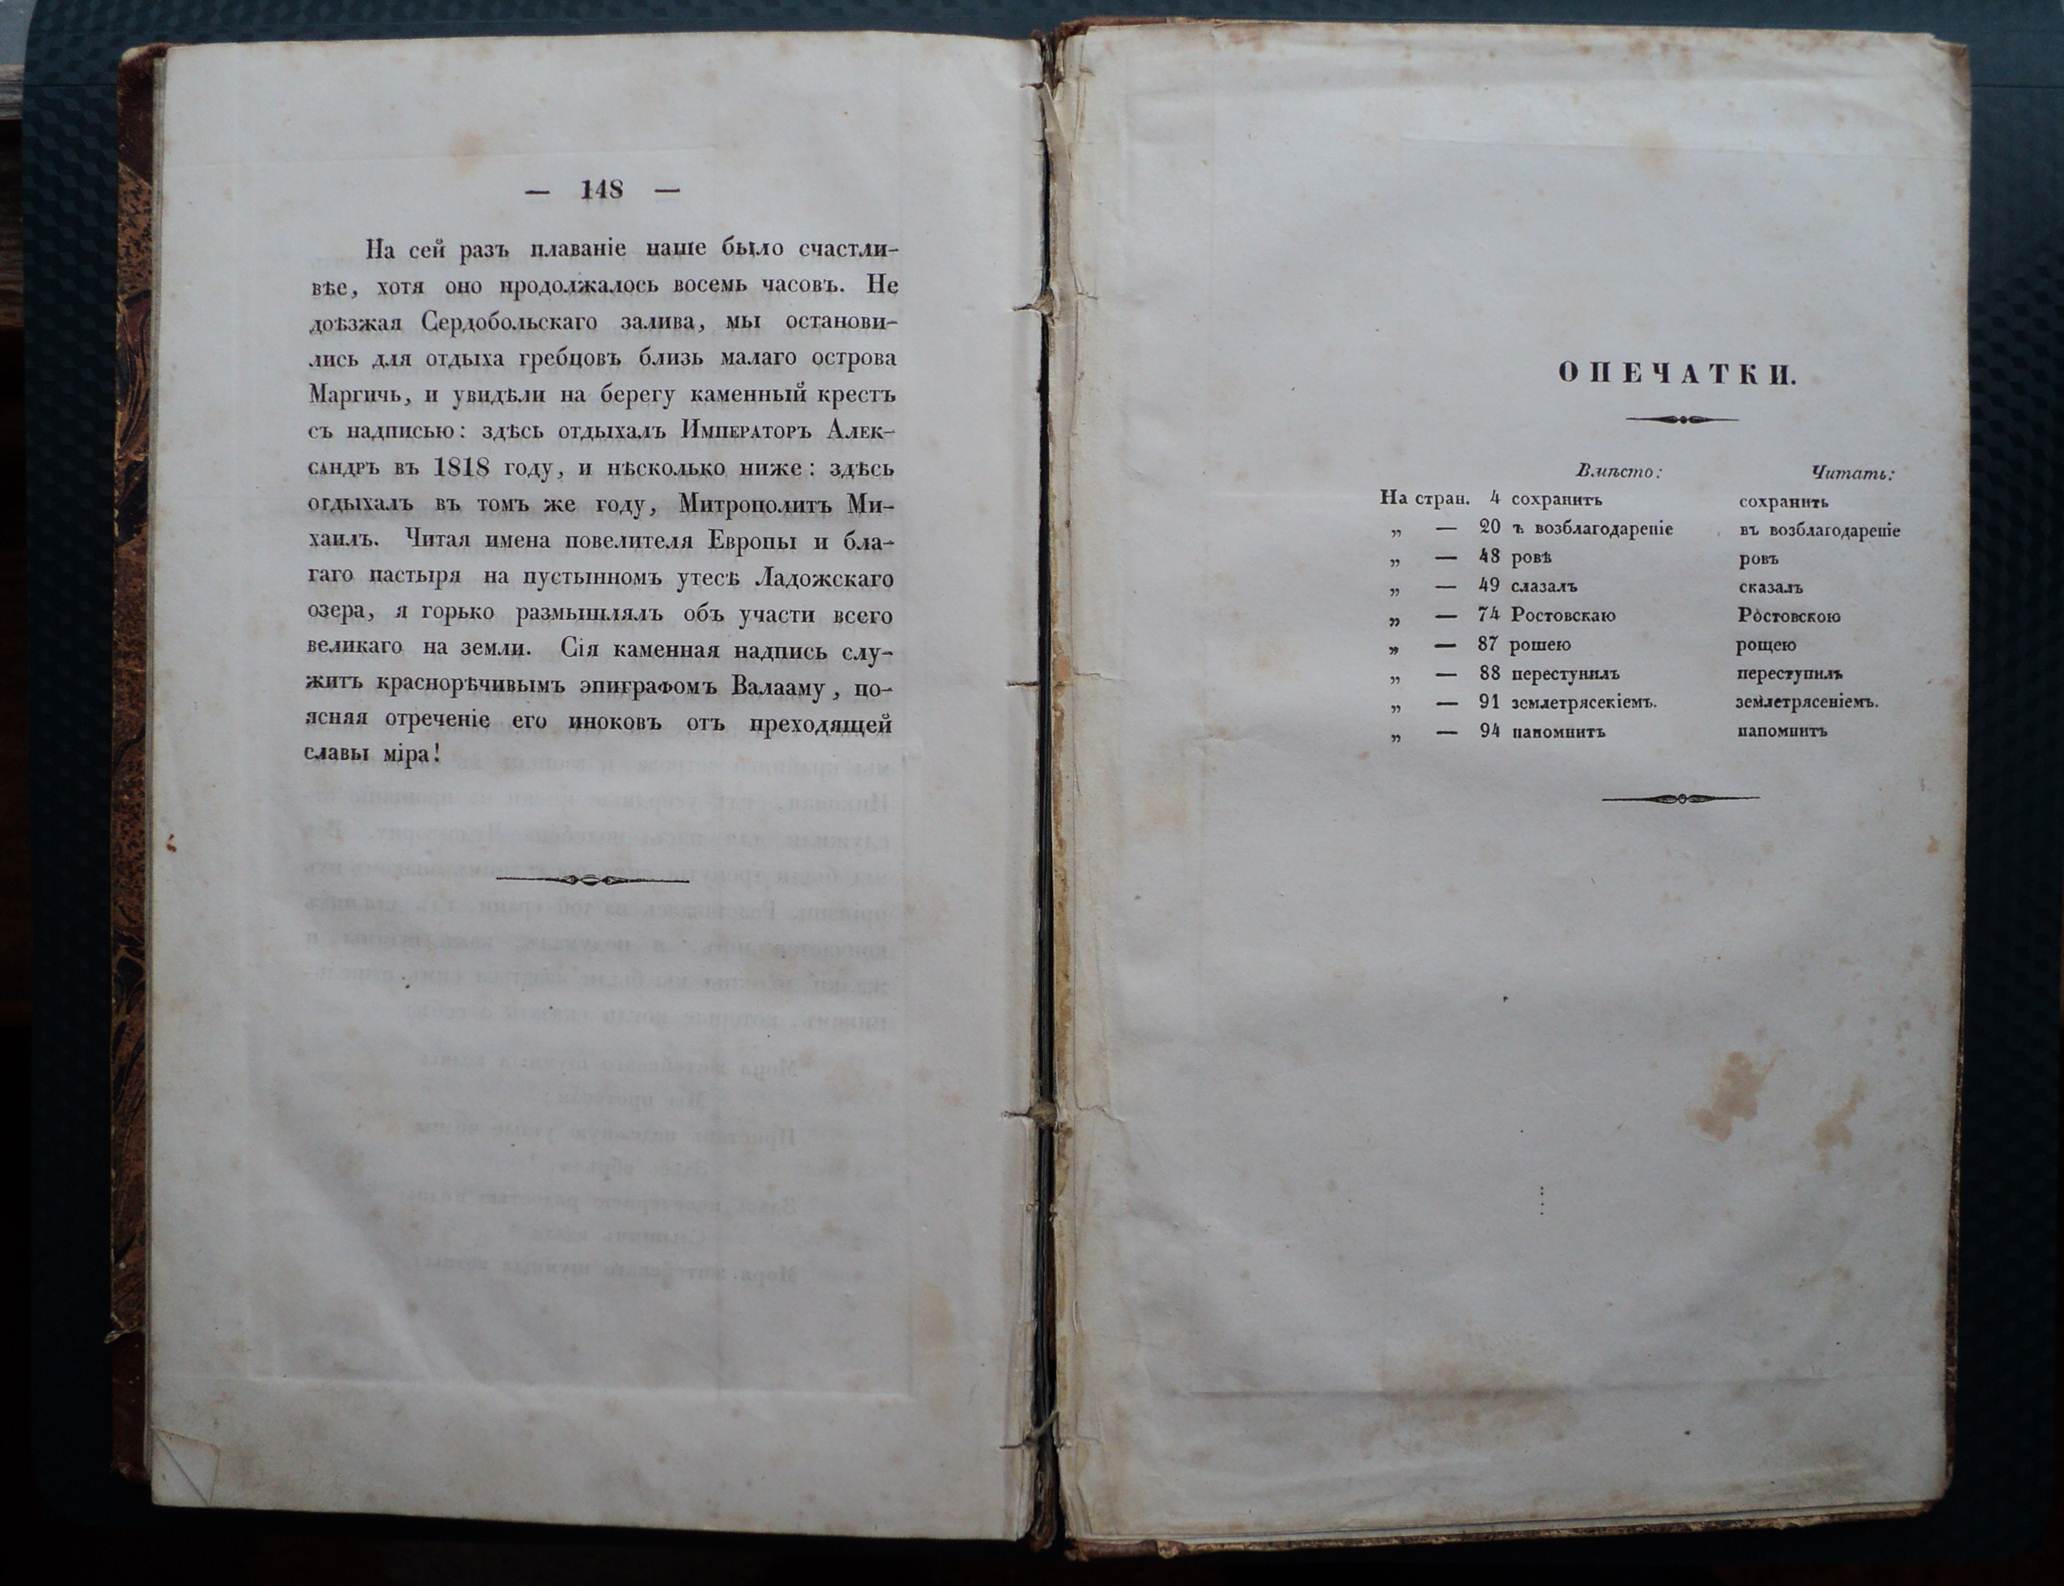 — 148 —
На сей разъ плаваніе наше было счастли-
вѣе, хотя оно продолжалось восемь часовъ. Не
доѣзжая Сердобольскаго залива, мы останови-
лись для отдыха гребцовъ близь малаго острова
Маргичь, и увидѣли на берегу каменный крестъ
съ надписью: здѣсь отдыхалъ Императоръ Алек-
сандръ въ 1818 году, и нѣсколько ниже: здѣсь
отдыхалъ въ томъ же году, Митрополитъ Ми-
хаилъ. Читая имена повелителя Европы и бла-
гаго пастыря на пустынномъ утесѣ Ладожскаго
озера, я горько размышлялъ объ участи всего
великаго на земли. Сія каменная надпись слу-
житъ краснорѣчивымъ эпиграфомъ Валааму, по-
ясняя отреченіе его иноковъ отъ преходящей
славы міра!
ОПЕЧАТКИ.
Вмѣсто: Читать:
На стран. 4 сохранитъ сохранить
„ — 20 ѣ возблагодареніе въ возблагодареніе
„ — 48 ровѣ ровъ
„ — 49 слазалъ сказалъ
„ — 74 Ростовскаю Ростовскою
„ — 87 рошею рощею
„ — 88 перестунилъ переступилъ
„ — 91 землетрясекіемъ. землетрясеніемъ.
„ — 94 напомнитъ напомнитъ